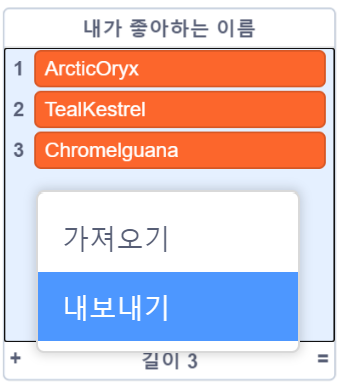 내가 좋아하는 이름
1 ArcticOryx
2 TealKestrel
3 ChromeIguana
가져오기
내보내기
+ 길이 3 =